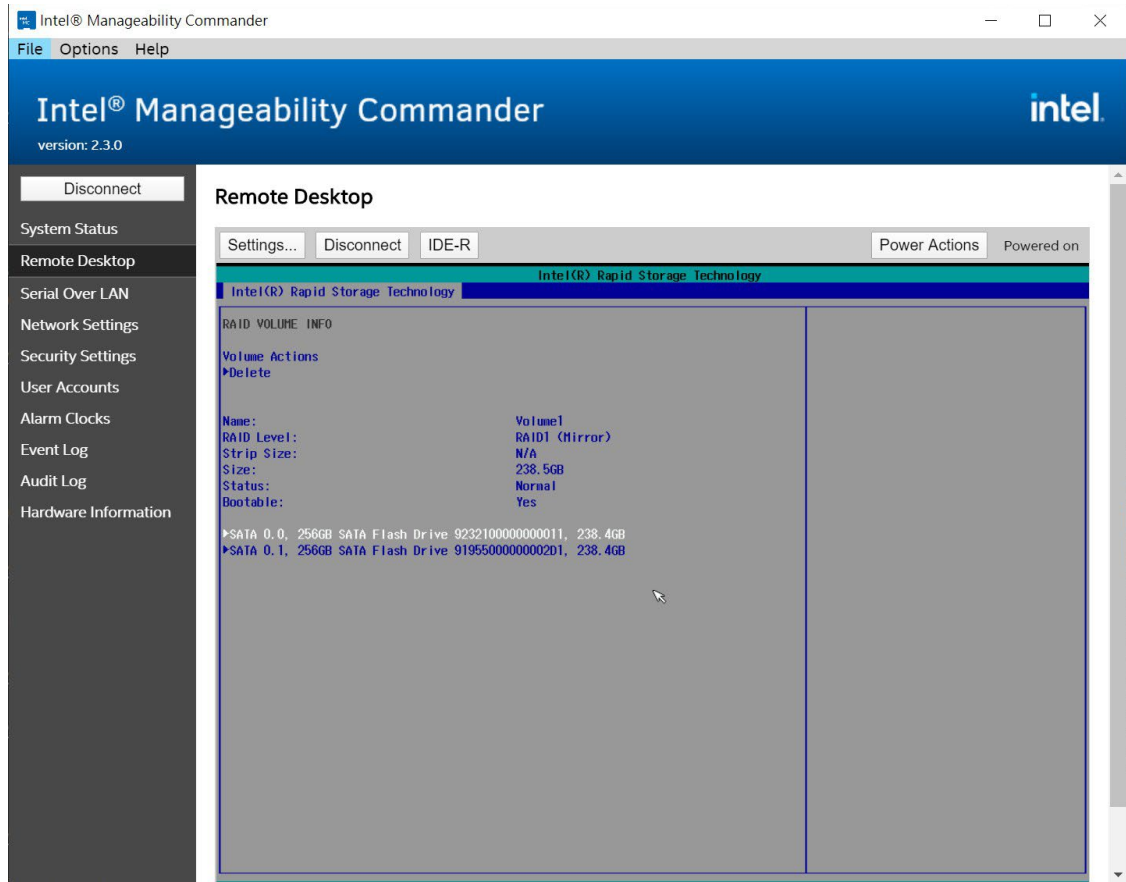 Intel® Manageability Commander
File Options Help
Intel® Manageability Commander
intel.
version: 2.3.0
Disconnect
System Status
Remote Desktop
Serial Over LAN
Network Settings
Security Settings
User Accounts
Alarm Clocks
Event Log
Audit Log
Hardware Information
Remote Desktop
Settings... Disconnect IDE-R Power Actions Powered on
Intel(R) Rapid Storage Technology
Intel(R) Rapid Storage Technology
RAID VOLUME INFO
Volume Actions
▶Delete
Name: Volume1
RAID Level: RAID1 (Mirror)
Strip Size: N/A
Size: 238.5GB
Status: Normal
Bootable: Yes
▶SATA 0.0, 256GB SATA Flash Drive 9232100000000011, 238.4GB
▶SATA 0.1, 256GB SATA Flash Drive 91955000000002D1, 238.4GB